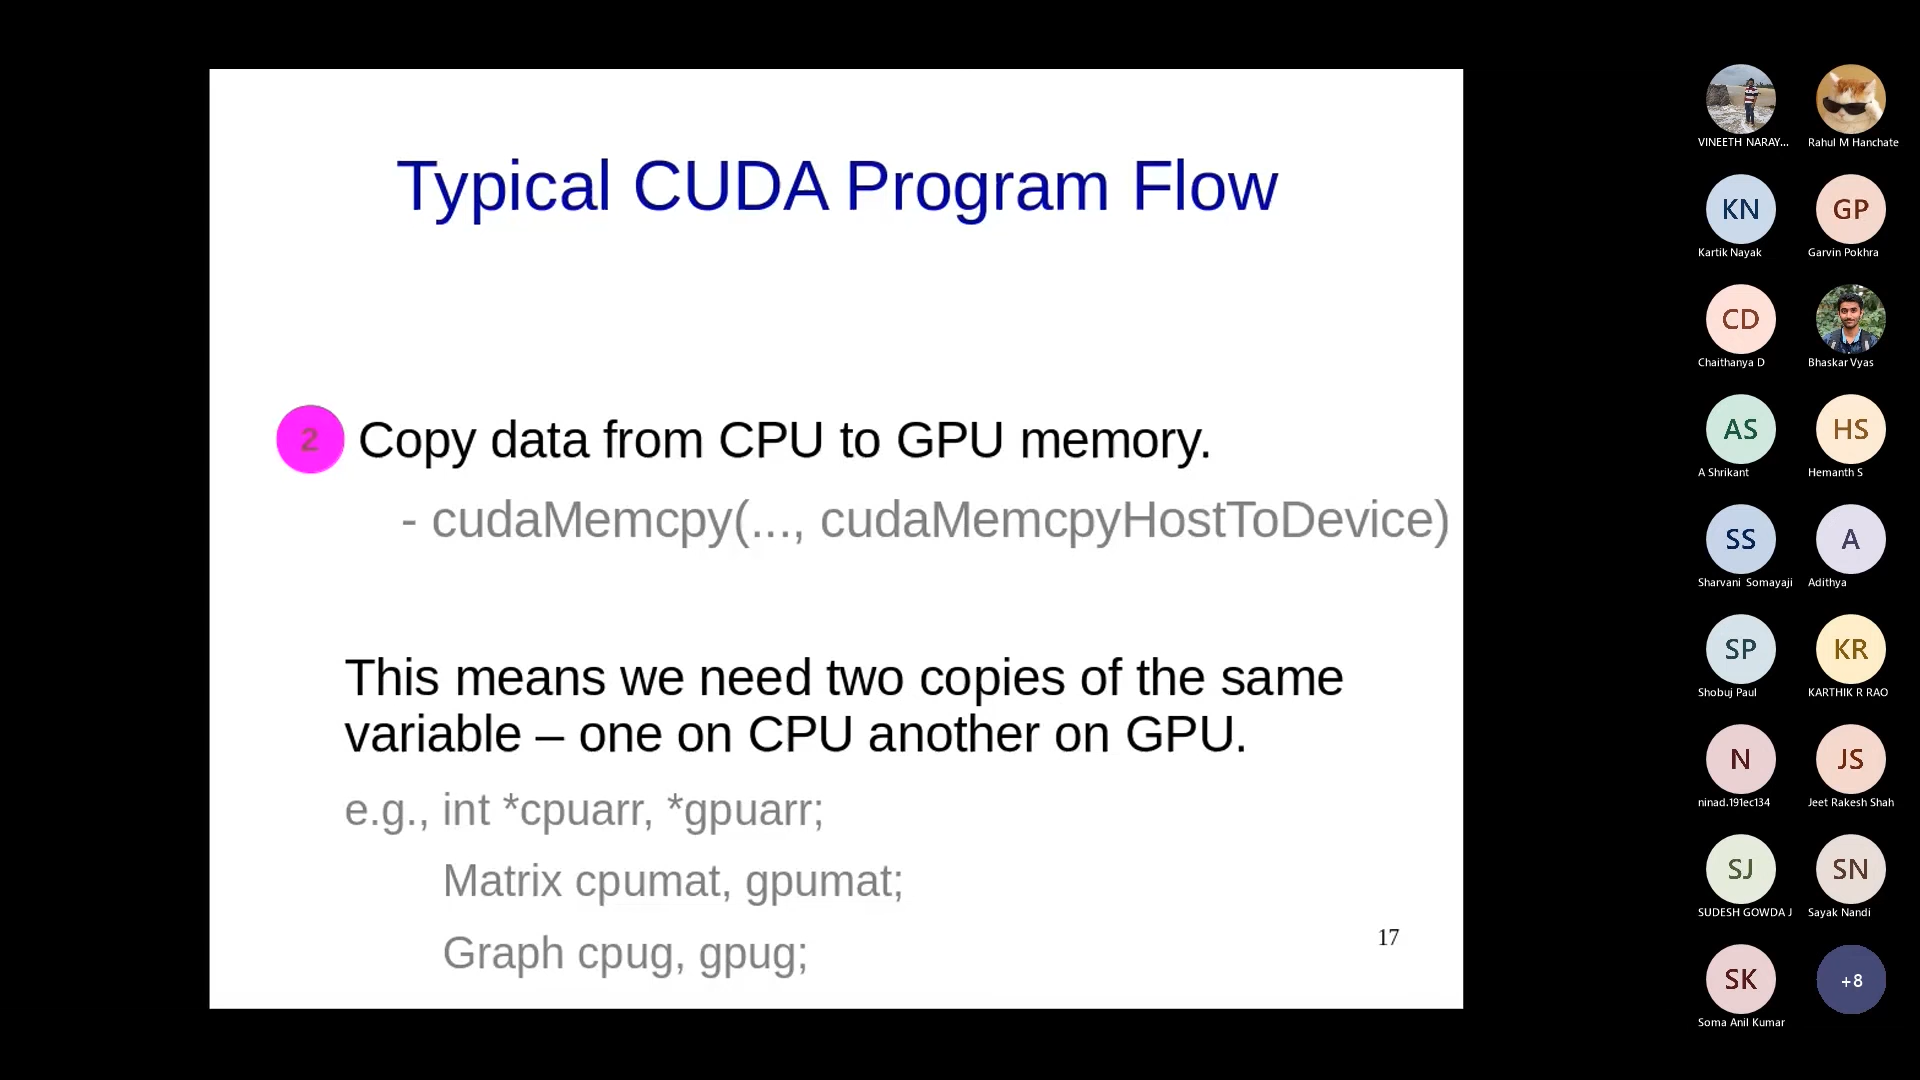 Typical CUDA Program Flow
2 Copy data from CPU to GPU memory.
- cudaMemcpy(..., cudaMemcpyHostToDevice)
This means we need two copies of the same
variable – one on CPU another on GPU.
e.g., int *cpuarr, *gpuarr;
Matrix cpumat, gpumat;
Graph cpug, gpug;
17
VINEETH NARAY...
Rahul M Hanchate
KN
Kartik Nayak
GP
Garvin Pokhra
CD
Chaithanya D
Bhaskar Vyas
AS
A Shrikant
HS
Hemanth S
SS
Sharvani Somayaji
A
Adithya
SP
Shobuj Paul
KR
KARTHIK R RAO
N
ninad.191ec134
JS
Jeet Rakesh Shah
SJ
SUDESH GOWDA J
SN
Sayak Nandi
SK
Soma Anil Kumar
+8